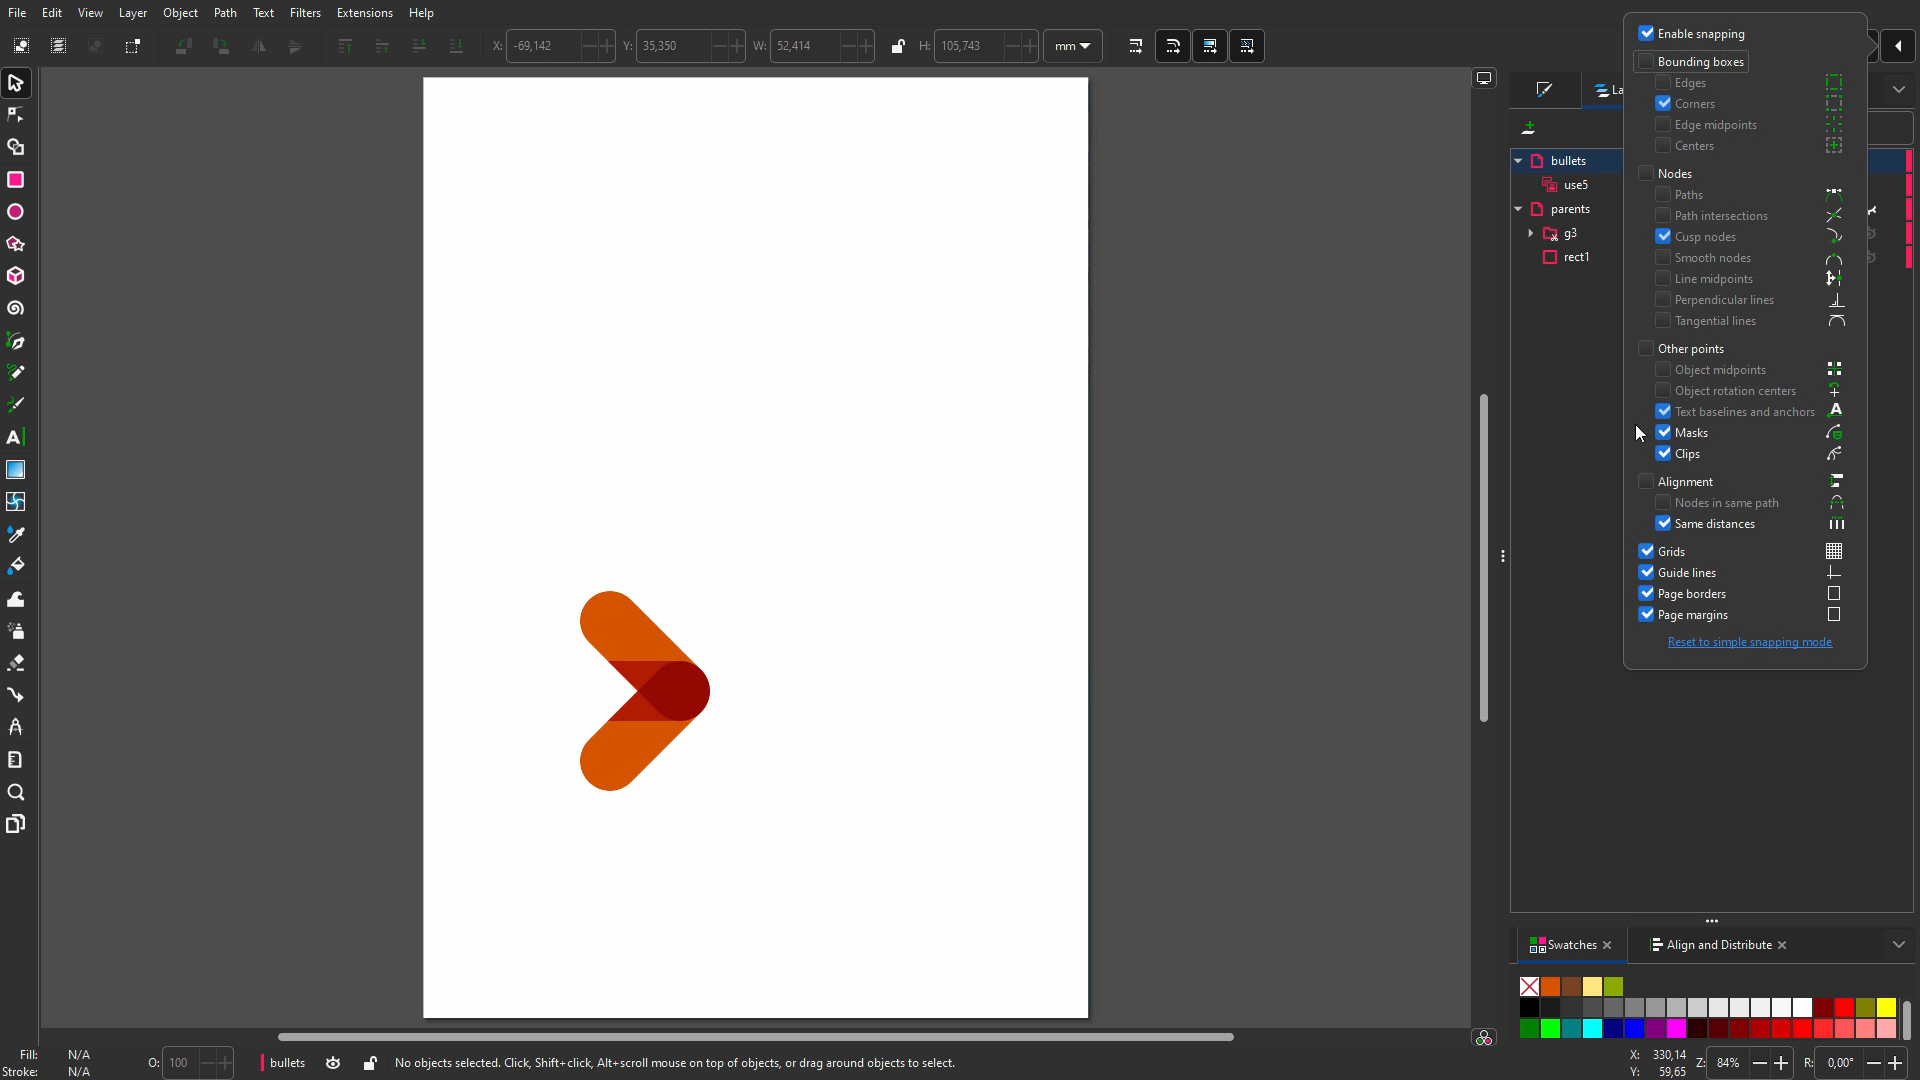 File Edit View Layer Object Path Text Filters Extensions Help
X: -69,142 Y: 35,350 W: 52,414 H: 105,743 mm
Enable snapping
Bounding boxes
Edges
Corners
Edge midpoints
Centers
Nodes
Paths
Path intersections
Cusp nodes
Smooth nodes
Line midpoints
Perpendicular lines
Tangential lines
Other points
Object midpoints
Object rotation centers
Text baselines and anchors
Masks
Clips
Alignment
Nodes in same path
Same distances
Grids
Guide lines
Page borders
Page margins
Reset to simple snapping mode
La
bullets
use5
parents
g3
rect1
Swatches Align and Distribute
Fill: N/A
Stroke: N/A
O: 100
bullets
No objects selected. Click, Shift+click, Alt+scroll mouse on top of objects, or drag around objects to select.
X: 330,14
Y: 59,65
Z: 84% R: 0,00°